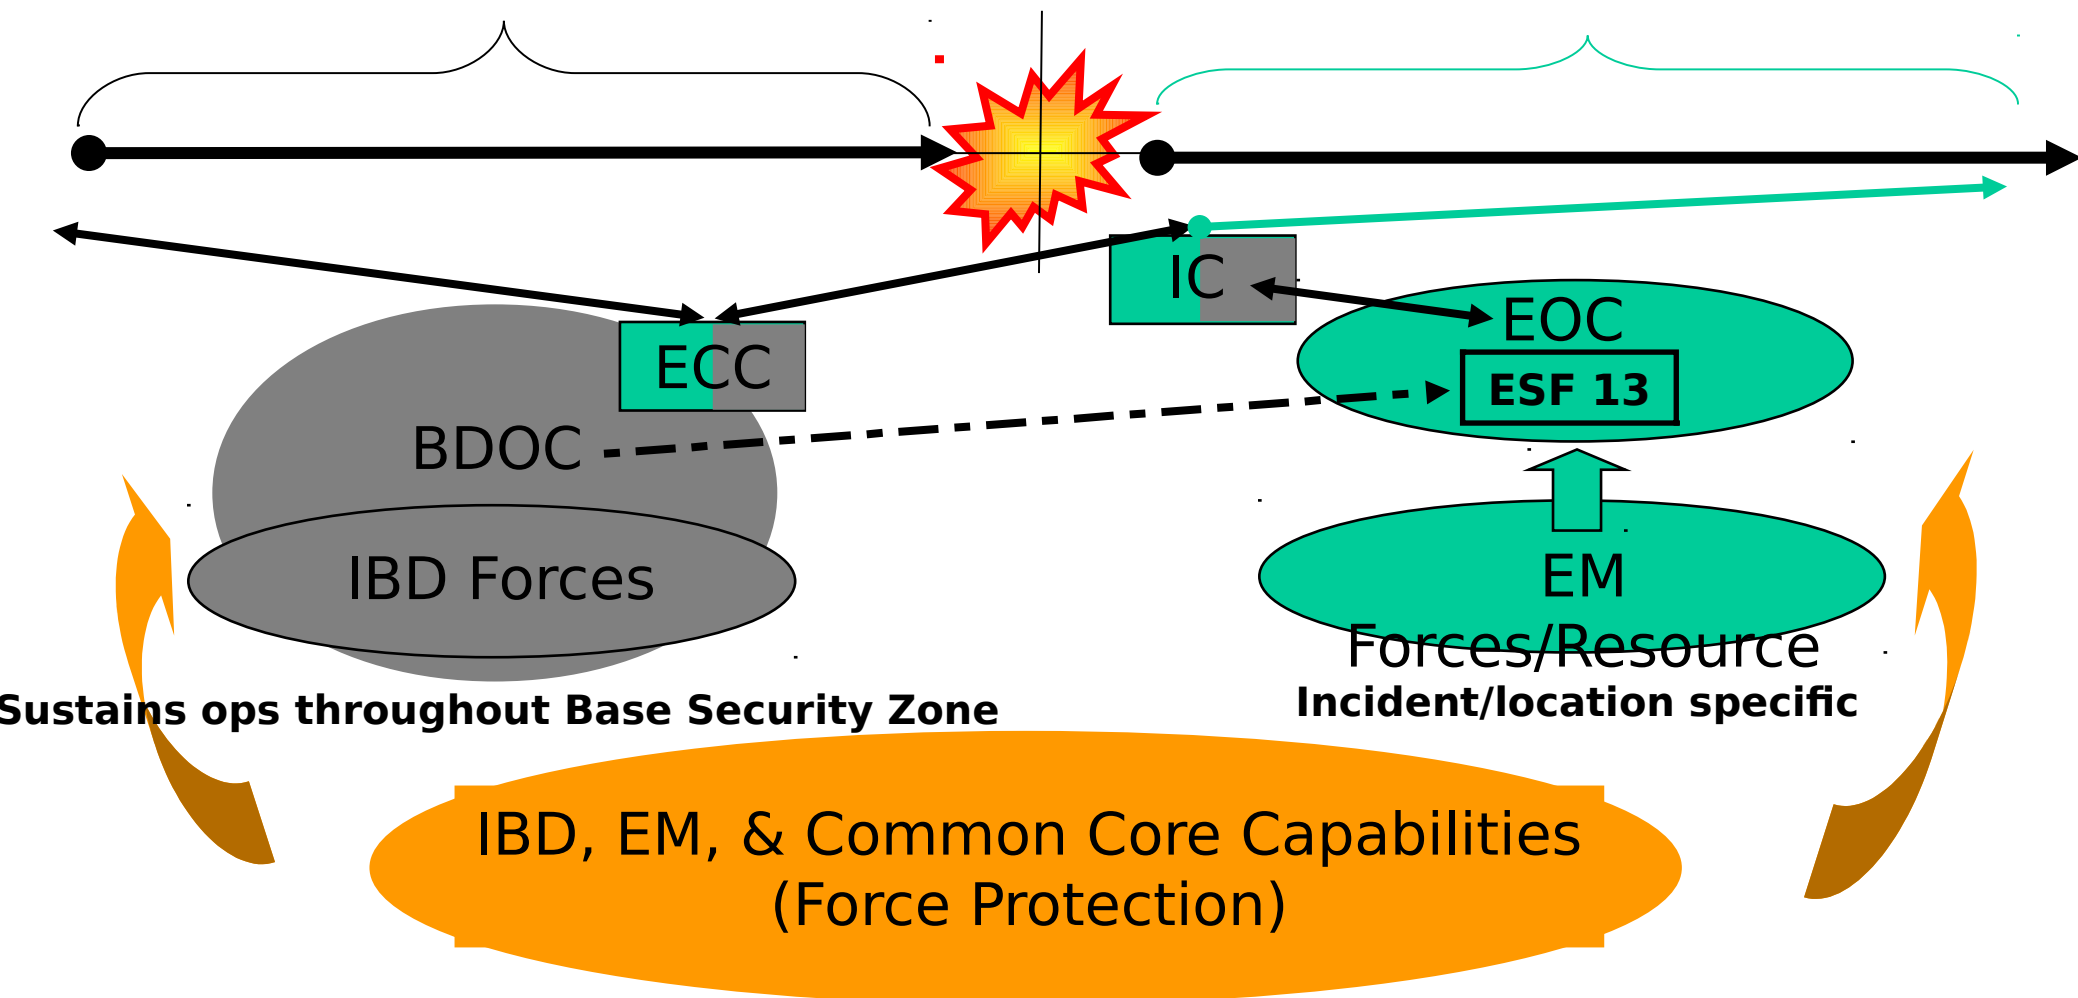 IC
EOC
ECC
ESF 13
BDOC
IBD Forces
EM
Forces/Resource
Sustains ops throughout Base Security Zone
Incident/location specific
IBD, EM, & Common Core Capabilities
(Force Protection)